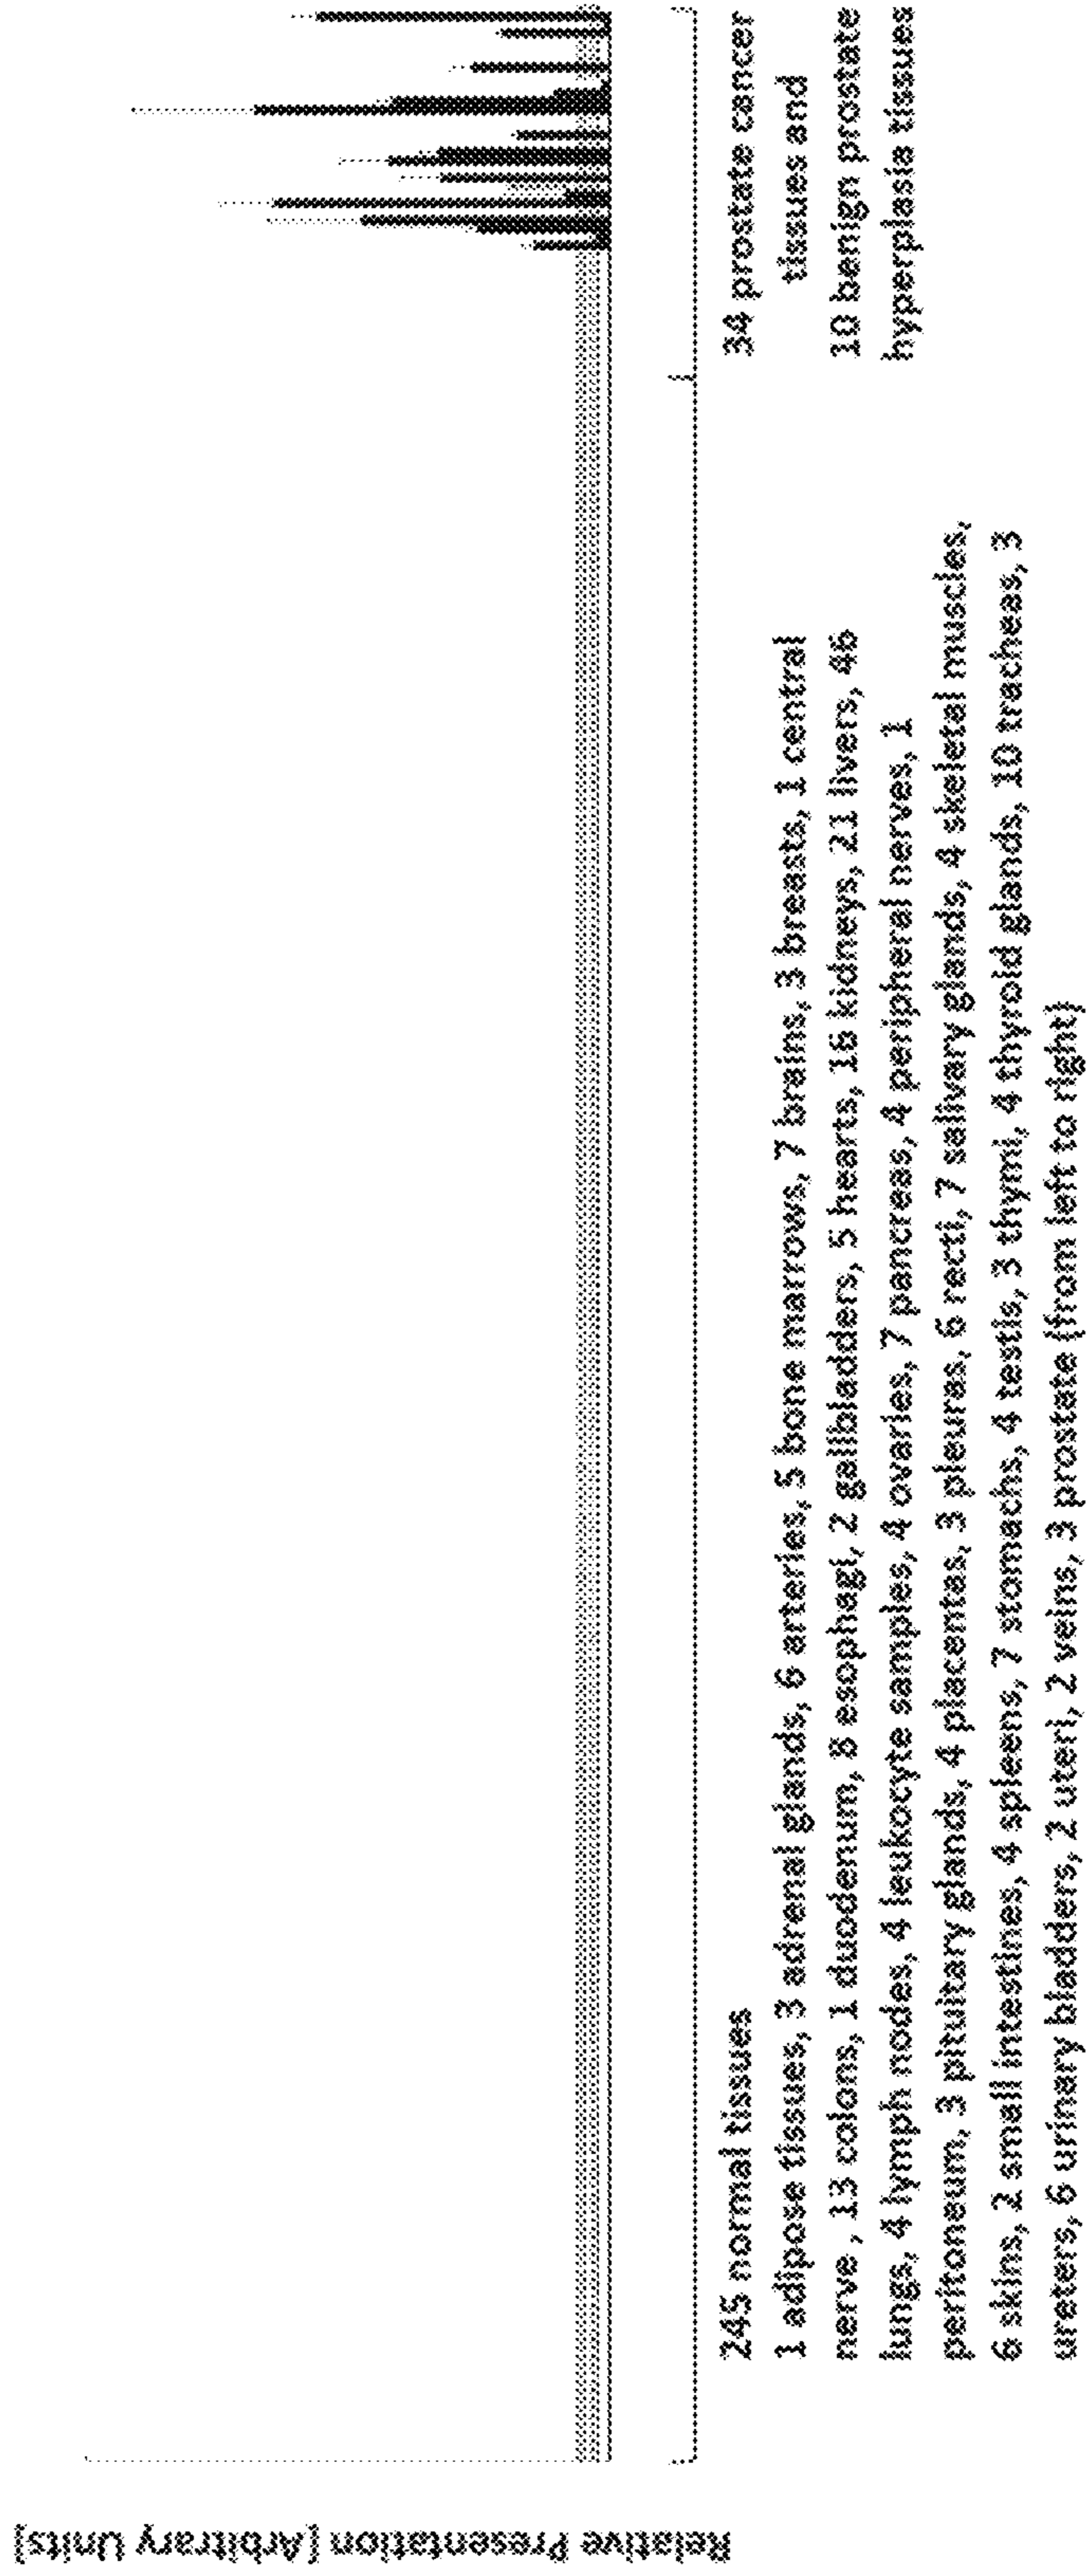 Relative Presentation [Arbitrary Units]
245 normal tissues
1 adipose tissues, 3 adrenal glands, 6 arteries, 5 bone marrows, 7 brains, 3 breasts, 1 central
nerve , 13 colons, 1 duodenum, 8 esophagi, 2 gallbladders, 5 hearts, 16 kidneys, 21 livers, 46
lungs, 4 lymph nodes, 4 leukocyte samples, 4 ovaries, 7 pancreas, 4 peripheral nerves, 1
peritoneum, 3 pituitary glands, 4 placentas, 3 pleuras, 6 recti, 7 salivary glands, 4 skeletal muscles,
6 skins, 2 small intestines, 4 spleens, 7 stomachs, 4 testis, 3 thymi, 4 thyroid glands, 10 tracheas, 3
ureters, 6 urinary bladders, 2 uteri, 2 veins, 3 prostate (from left to right)
34 prostate cancer
tissues and
10 benign prostate
hyperplasia tissues